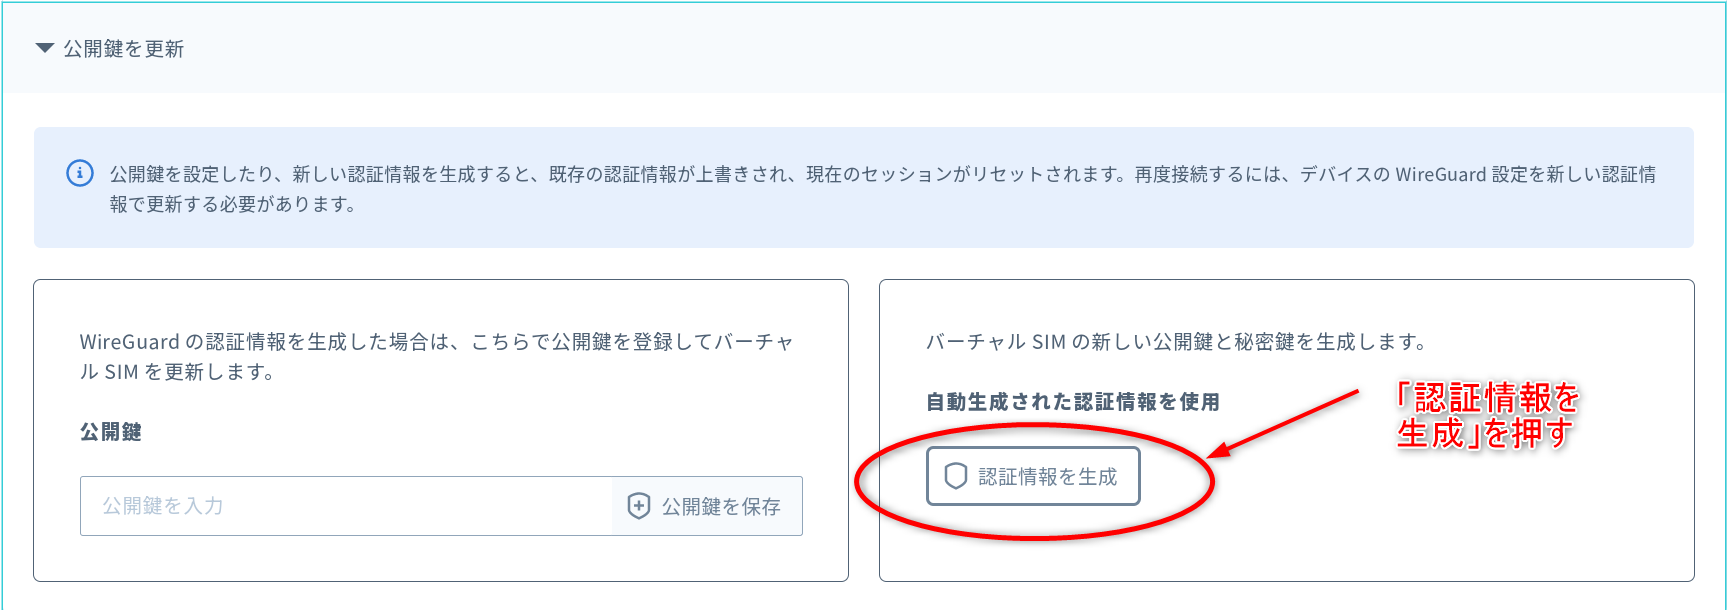 公開鍵を更新
公開鍵を設定したり、新しい認証情報を生成すると、既存の認証情報が上書きされ、現在のセッションがリセットされます。再度接続するには、デバイスの WireGuard 設定を新しい認証情
報で更新する必要があります。
WireGuard の認証情報を生成した場合は、こちらで公開鍵を登録してバーチャ
ル SIM を更新します。
公開鍵
公開鍵を入力
公開鍵を保存
バーチャル SIM の新しい公開鍵と秘密鍵を生成します。
自動生成された認証情報を使用
認証情報を生成
「認証情報を
生成」を押す